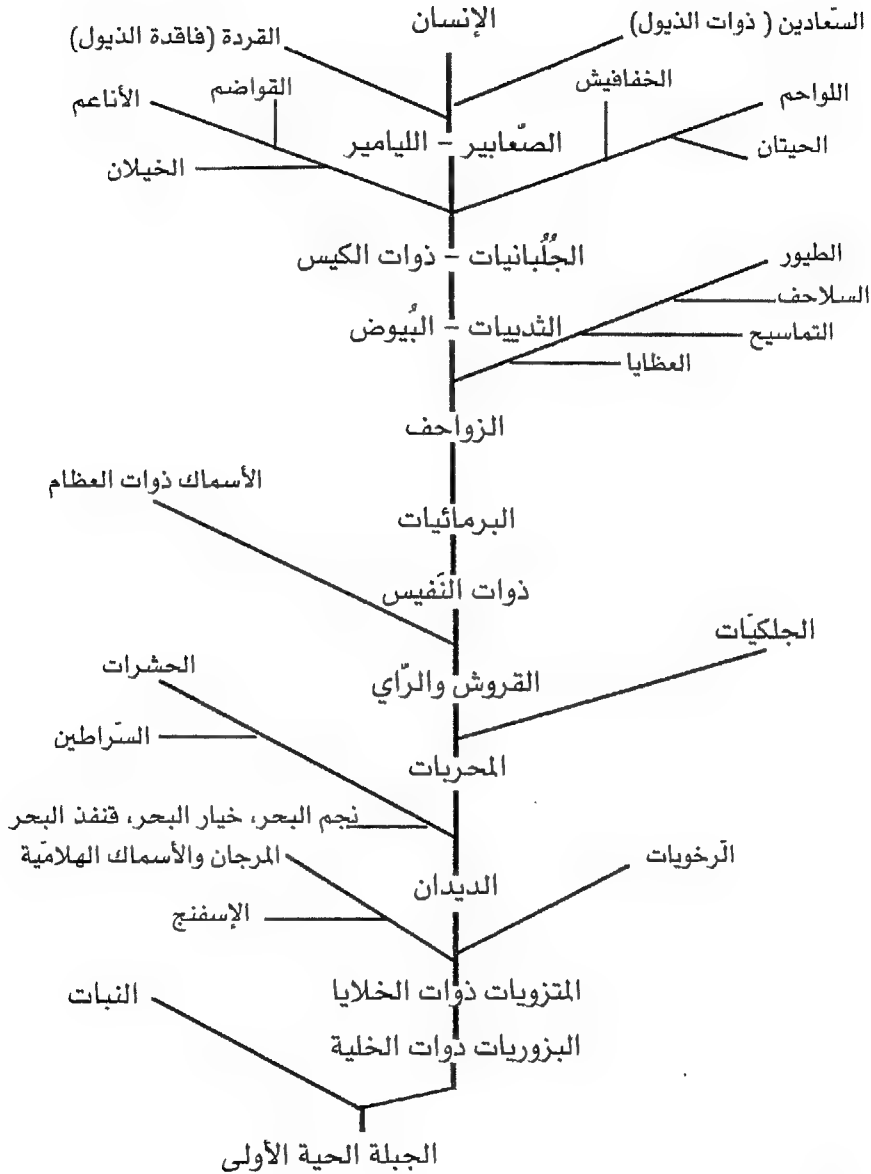 الإنسان
السّعادين ( ذوات الذيول)
القردة (فاقدة الذيول)
الخفافيش
اللواحم
القواضم
الأناعم
الصّعابير – الليامير
الحيتان
الخيلان
الجُلُبانيات – ذوات الكيس
الطيور
السلاحف
الثدييات – البُيوض
التماسيح
العظايا
الزواحف
الأسماك ذوات العظام
البرمائيات
ذوات النَفيس
الجلكيّات
الحشرات
القروش والرّاي
السّراطين
المحربات
نجم البحر، خيار البحر، قنفذ البحر
المرجان والأسماك الهلاميّة
الرّخويات
الديدان
الإسفنج
المتزويات ذوات الخلايا
النبات
البزوريات ذوات الخلية
الجبلة الحية الأولى